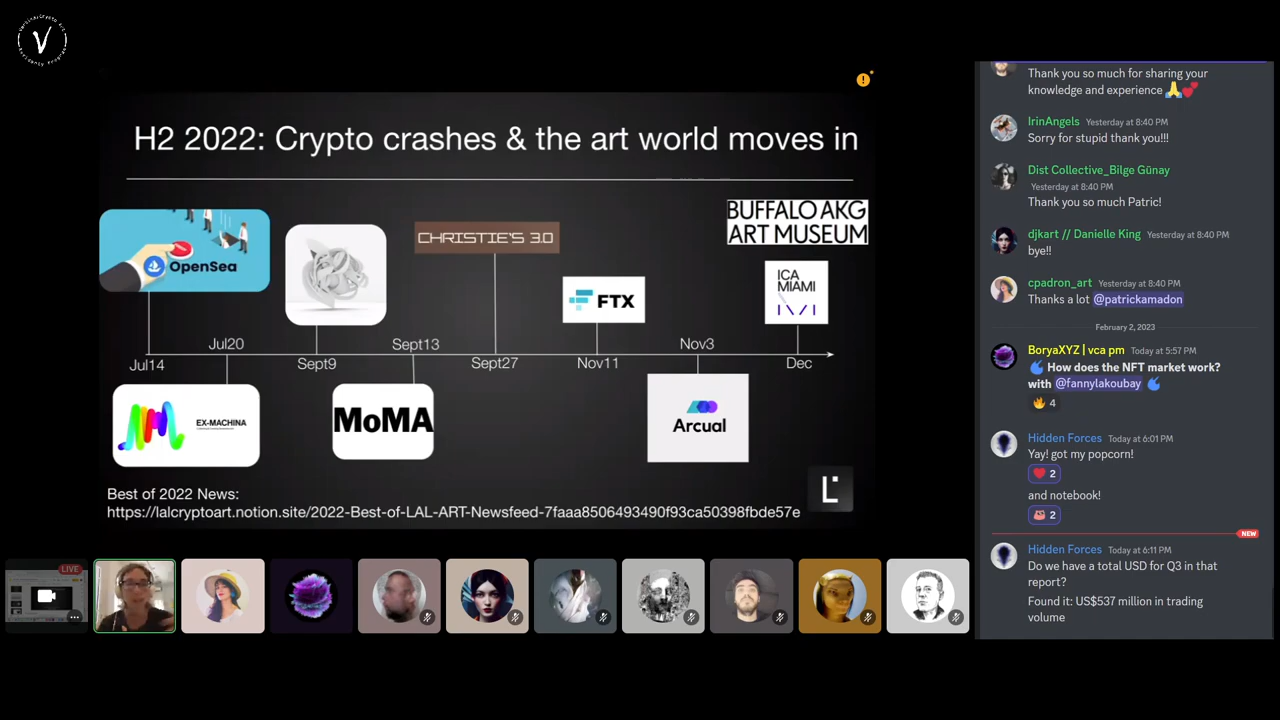 V
H2 2022: Crypto crashes & the art world moves in
OpenSea
CHRISTIE'S 3.0
BUFFALO AKG
ART MUSEUM
FTX
ICA
MIAMI
Jul20
Sept13
Nov3
Jul14
Sept9
Sept27
Nov11
Dec
EX-MACHINA
MoMA
Arcual
L
Best of 2022 News:
https://lalcryptoart.notion.site/2022-Best-of-LAL-ART-Newsfeed-7faaa8506493490f93ca50398fbde57e
LIVE
Thank you so much for sharing your
knowledge and experience 🙏💕
IrinAngels Yesterday at 8:40 PM
Sorry for stupid thank you!!!
Dist Collective_Bilge Günay
Yesterday at 8:40 PM
Thank you so much Patric!
djkart // Danielle King Yesterday at 8:40 PM
bye!!
cpadron_art Yesterday at 8:40 PM
Thanks a lot @patrickamadon
February 2, 2023
BoryaXYZ | vca pm Today at 5:57 PM
How does the NFT market work?
with @fannylakoubay
🔥 4
Hidden Forces Today at 6:01 PM
Yay! got my popcorn!
❤️ 2
and notebook!
2
NEW
Hidden Forces Today at 6:11 PM
Do we have a total USD for Q3 in that
report?
Found it: US$537 million in trading
volume